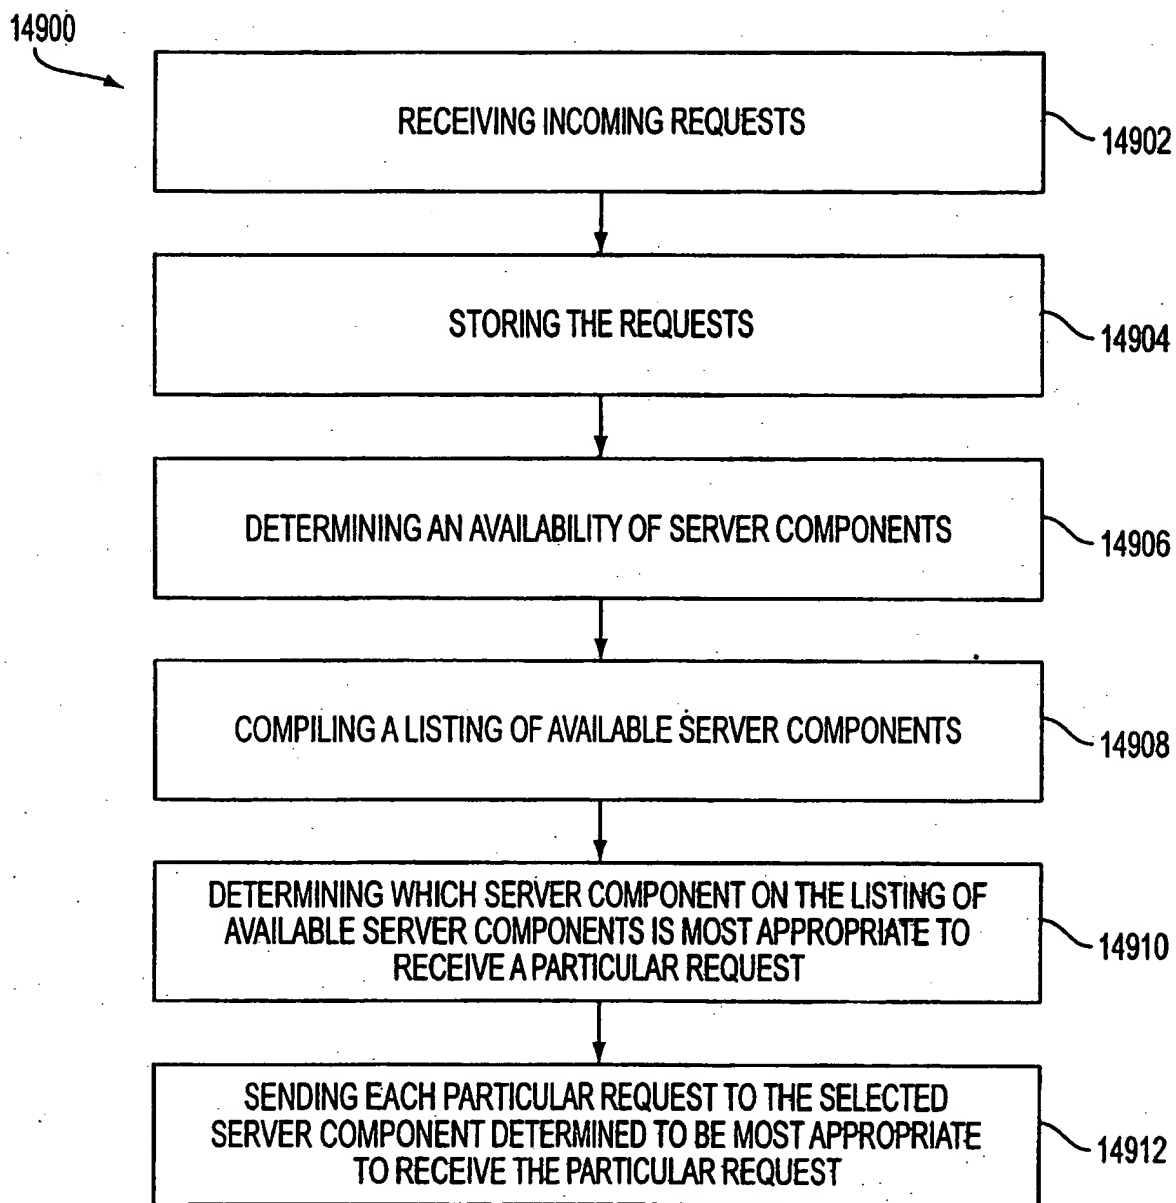 14900
RECEIVING INCOMING REQUESTS
14902
STORING THE REQUESTS
14904
DETERMINING AN AVAILABILITY OF SERVER COMPONENTS
14906
COMPILING A LISTING OF AVAILABLE SERVER COMPONENTS
14908
DETERMINING WHICH SERVER COMPONENT ON THE LISTING OF
AVAILABLE SERVER COMPONENTS IS MOST APPROPRIATE TO
RECEIVE A PARTICULAR REQUEST
14910
SENDING EACH PARTICULAR REQUEST TO THE SELECTED
SERVER COMPONENT DETERMINED TO BE MOST APPROPRIATE
TO RECEIVE THE PARTICULAR REQUEST
14912